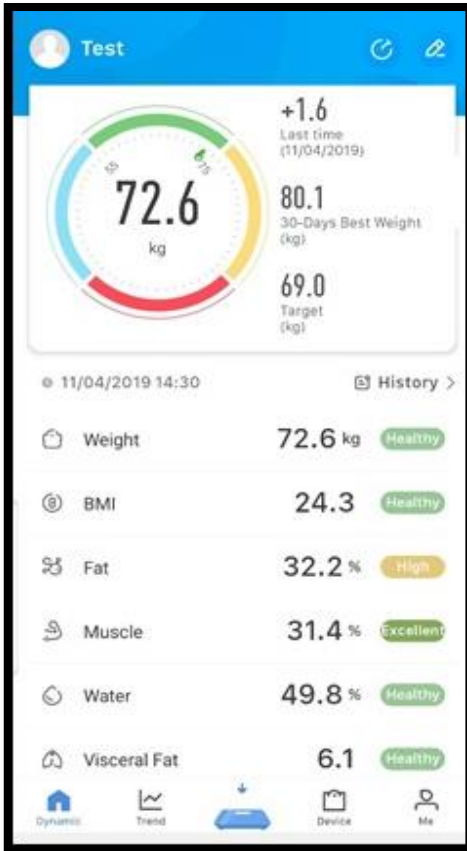 Test
+1.6
Last time
(11/04/2019)
55
75
72.6
kg
80.1
30-Days Best Weight
(kg)
69.0
Target
(kg)
11/04/2019 14:30
History >
Weight 72.6 kg Healthy
BMI 24.3 Healthy
Fat 32.2 % High
Muscle 31.4 % Excellent
Water 49.8 % Healthy
Visceral Fat 6.1 Healthy
Dynamic Trend Device Me